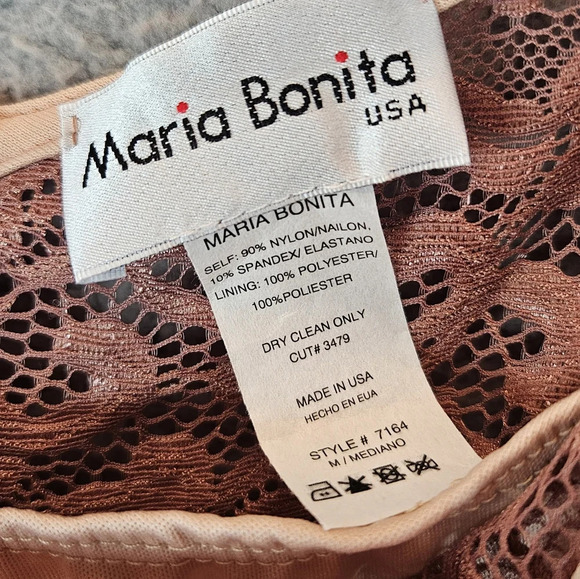 Maria Bonita
USA
MARIA BONITA
SELF: 90% NYLON/NAILON,
10% SPANDEX/ ELASTANO
LINING: 100% POLYESTER/
100%POLIESTER
DRY CLEAN ONLY
CUT# 3479
MADE IN USA
HECHO EN EUA
STYLE # 7164
M / MEDIANO